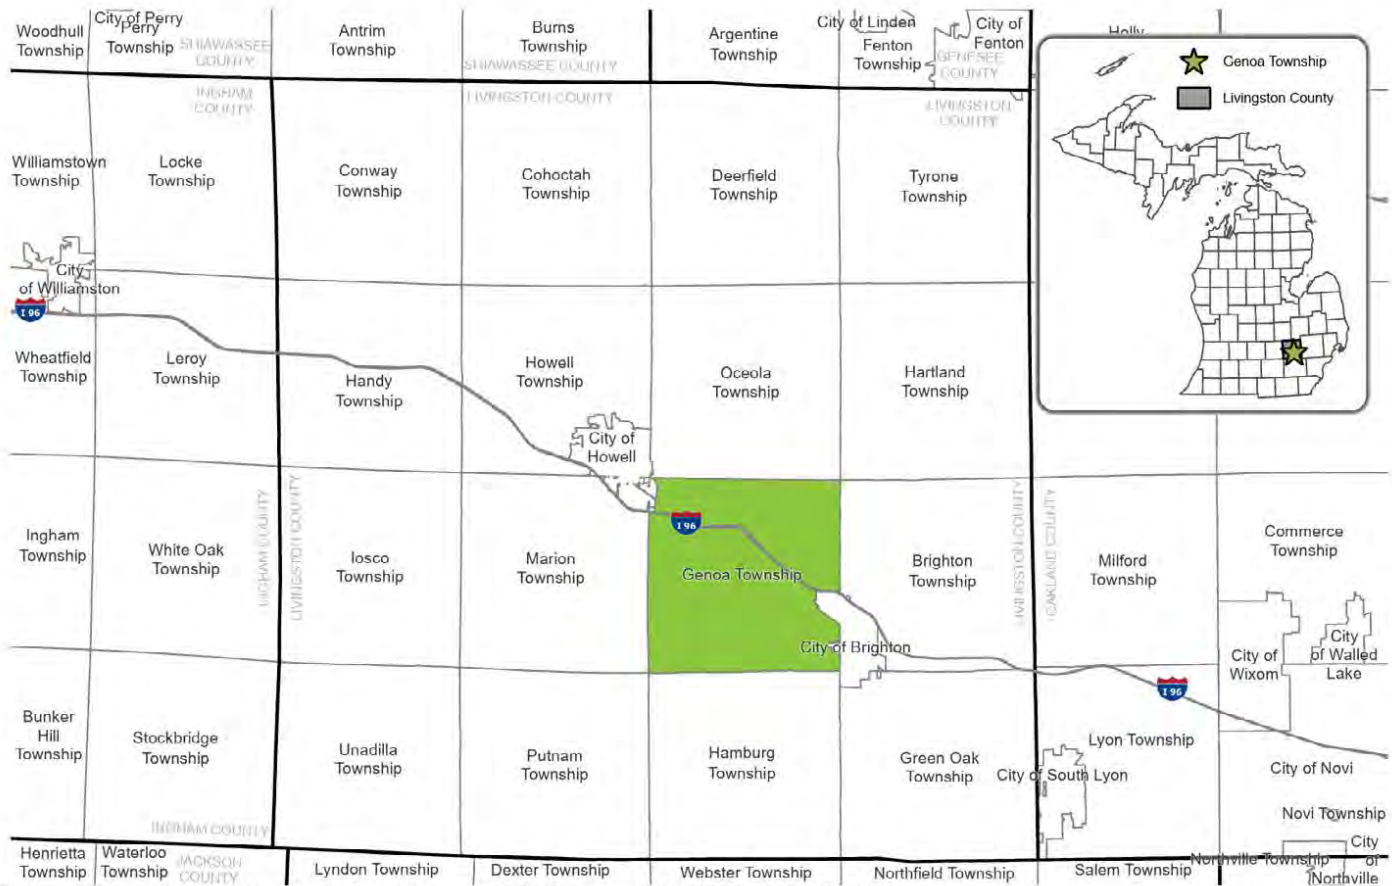 Woodhull
Township
City of Perry
Perry
Township
SHIAWASSEE
COUNTY
Antrim
Township
Burns
Township
SHIAWASSEE COUNTY
Argentine
Township
City of Linden
Fenton
Township
City of
Fenton
GENESEE
COUNTY
Holly
Genoa Township
Livingston County
INGHAM
COUNTY
LIVINGSTON COUNTY
LIVINGSTON
COUNTY
Williamstown
Township
Locke
Township
Conway
Township
Cohoctah
Township
Deerfield
Township
Tyrone
Township
City
of Williamston
I 96
Wheatfield
Township
Leroy
Township
Handy
Township
Howell
Township
Oceola
Township
Hartland
Township
City of
Howell
INGHAM COUNTY
LIVINGSTON COUNTY
I 96
LIVINGSTON COUNTY
OAKLAND COUNTY
Ingham
Township
White Oak
Township
Iosco
Township
Marion
Township
Genoa Township
Brighton
Township
Milford
Township
Commerce
Township
City of Brighton
City of
Wixom
City
of Walled
Lake
I 96
Bunker
Hill
Township
Stockbridge
Township
Unadilla
Township
Putnam
Township
Hamburg
Township
Green Oak
Township
Lyon Township
City of South Lyon
City of Novi
Novi Township
INGHAM COUNTY
Henrietta
Township
Waterloo
Township
JACKSON
COUNTY
Lyndon Township
Dexter Township
Webster Township
Northfield Township
Salem Township
Northville Township
City
of
Northville